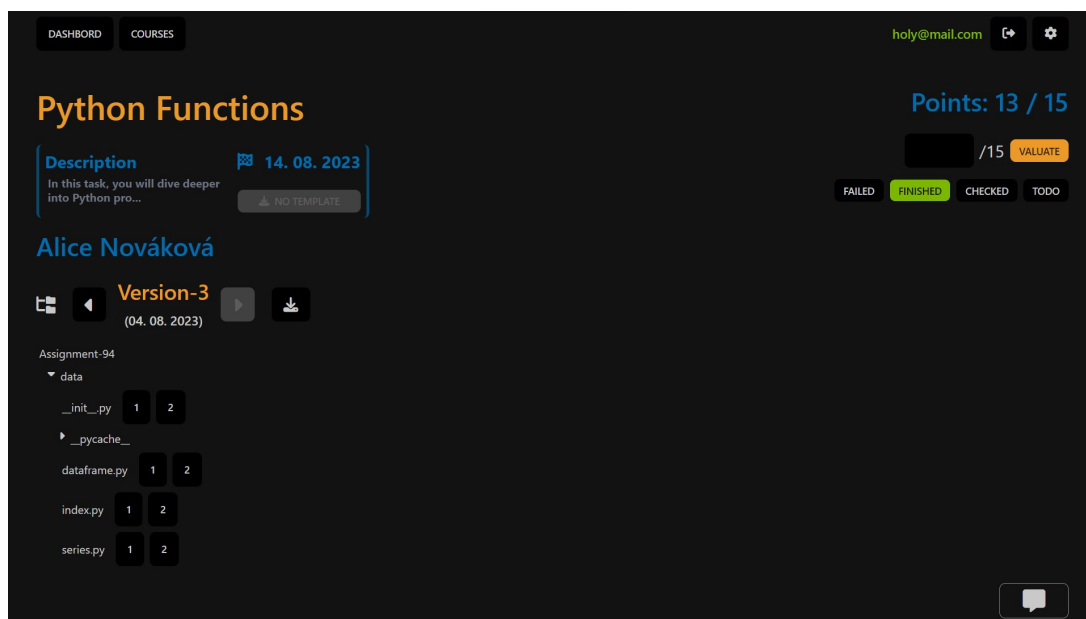 DASHBORD COURSES holy@mail.com
Python Functions Points: 13 / 15
/15 VALUATE
Description 14. 08. 2023
In this task, you will dive deeper
into Python pro...
NO TEMPLATE
FAILED FINISHED CHECKED TODO
Alice Nováková
Version-3
(04. 08. 2023)
Assignment-94
data
__init__.py 1 2
__pycache__
dataframe.py 1 2
index.py 1 2
series.py 1 2